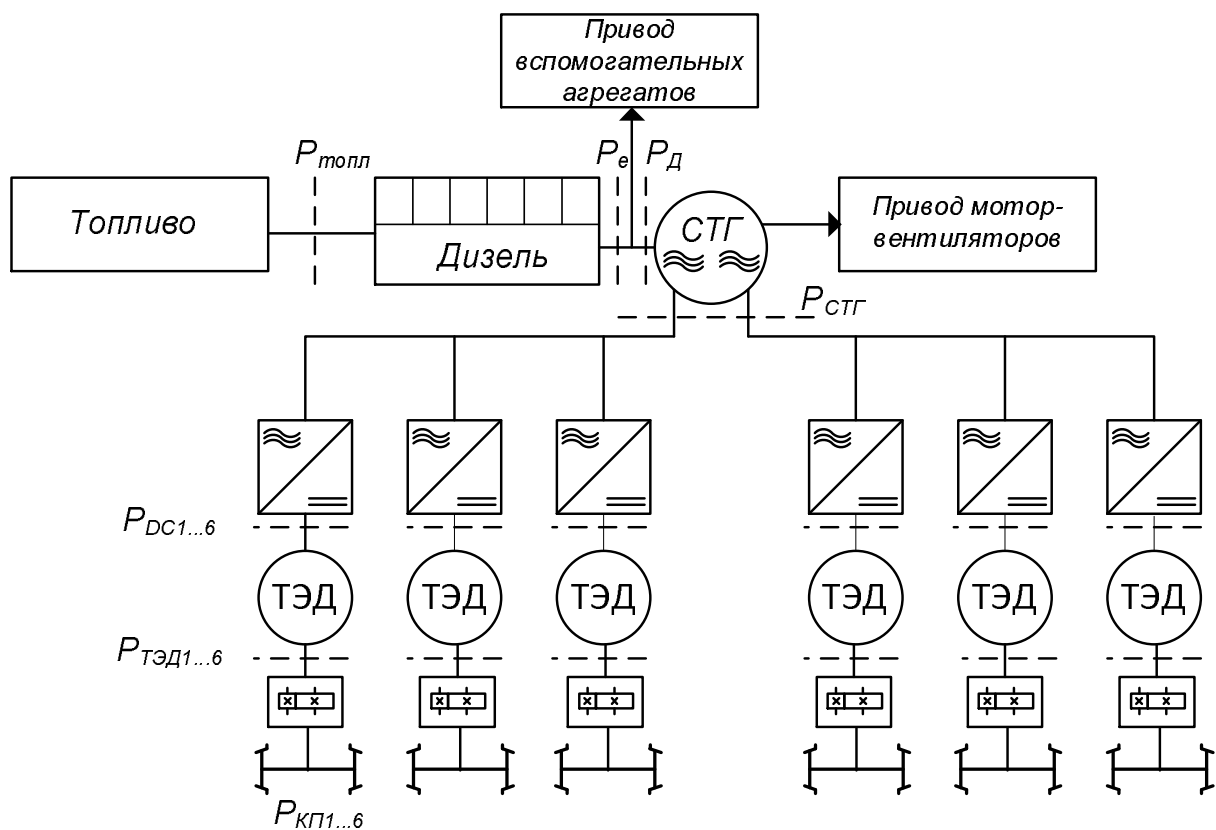 Привод
вспомогательных
агрегатов
Pтопл
Pe
PД
Топливо
Дизель
СТГ
Привод мотор-
вентиляторов
PСТГ
PDC1...6
ТЭД
ТЭД
ТЭД
ТЭД
ТЭД
ТЭД
PТЭД1...6
PКП1...6